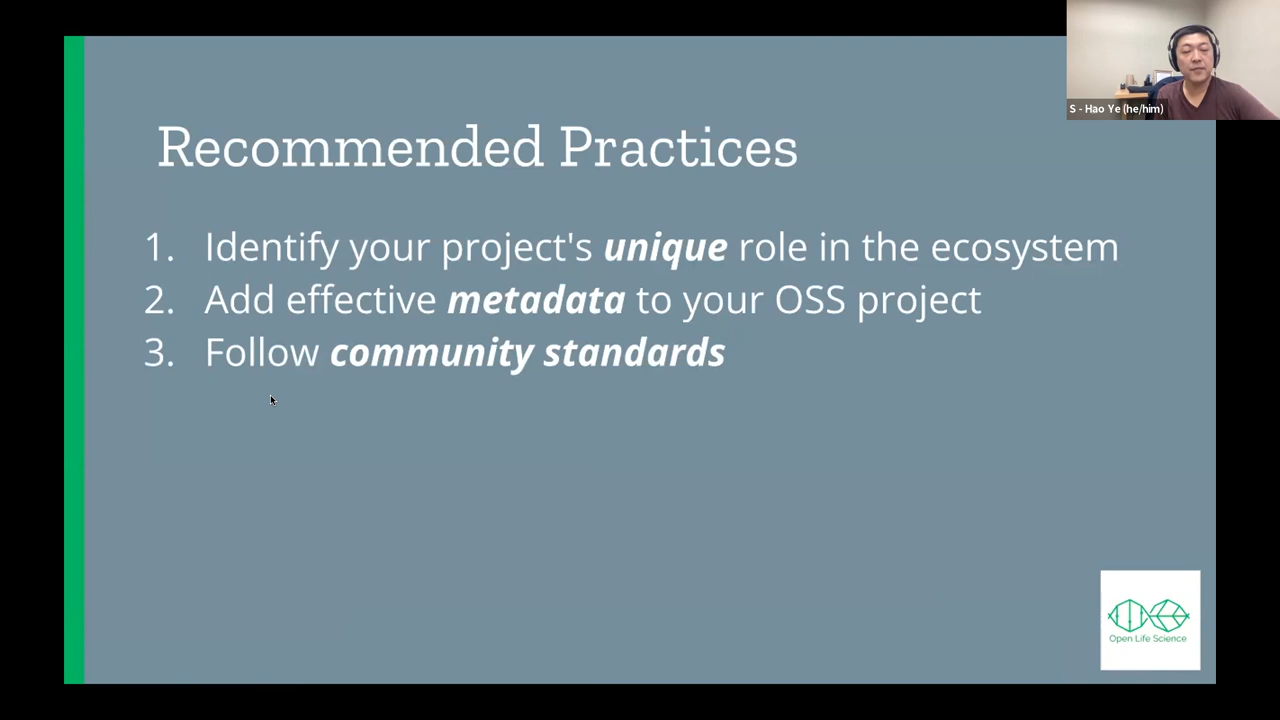 S - Hao Ye (he/him)
Recommended Practices
1. Identify your project's unique role in the ecosystem
2. Add effective metadata to your OSS project
3. Follow community standards
Open Life Science